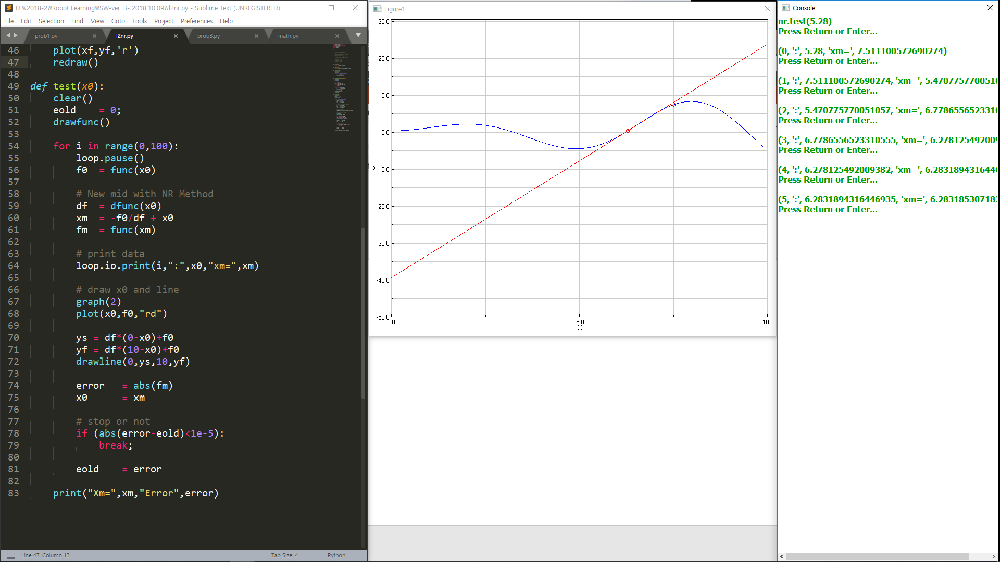 D:₩2018-2₩Robot Learning₩SW-ver. 3- 2018.10.09₩l2nr.py - Sublime Text (UNREGISTERED)
File Edit Selection Find View Goto Tools Project Preferences Help
prob1.py l2nr.py prob3.py math.py
46 plot(xf,yf,'r')
47 redraw()
48
49 def test(x0):
50 clear()
51 eold = 0;
52 drawfunc()
53
54 for i in range(0,100):
55 loop.pause()
56 f0 = func(x0)
57
58 # New mid with NR Method
59 df = dfunc(x0)
60 xm = -f0/df + x0
61 fm = func(xm)
62
63 # print data
64 loop.io.print(i,":",x0,"xm=",xm)
65
66 # draw x0 and line
67 graph(2)
68 plot(x0,f0,"rd")
69
70 ys = df*(0-x0)+f0
71 yf = df*(10-x0)+f0
72 drawline(0,ys,10,yf)
73
74 error = abs(fm)
75 x0 = xm
76
77 # stop or not
78 if (abs(error-eold)<1e-5):
79 break;
80
81 eold = error
82
83 print("Xm=",xm,"Error",error)
Line 47, Column 13 Tab Size: 4 Python
Figure1
30.0
20.0
10.0
0.0
-10.0
-20.0
-30.0
-40.0
-50.0
Y
0.0 5.0 10.0
X
Console
nr.test(5.28)
Press Return or Enter...
(0, ':', 5.28, 'xm=', 7.511100572690274)
Press Return or Enter...
(1, ':', 7.511100572690274, 'xm=', 5.470775770051
Press Return or Enter...
(2, ':', 5.470775770051057, 'xm=', 6.778655652331
Press Return or Enter...
(3, ':', 6.7786556523310555, 'xm=', 6.278125492009
Press Return or Enter...
(4, ':', 6.278125492009382, 'xm=', 6.283189431644
Press Return or Enter...
(5, ':', 6.2831894316446935, 'xm=', 6.283185307182
Press Return or Enter...